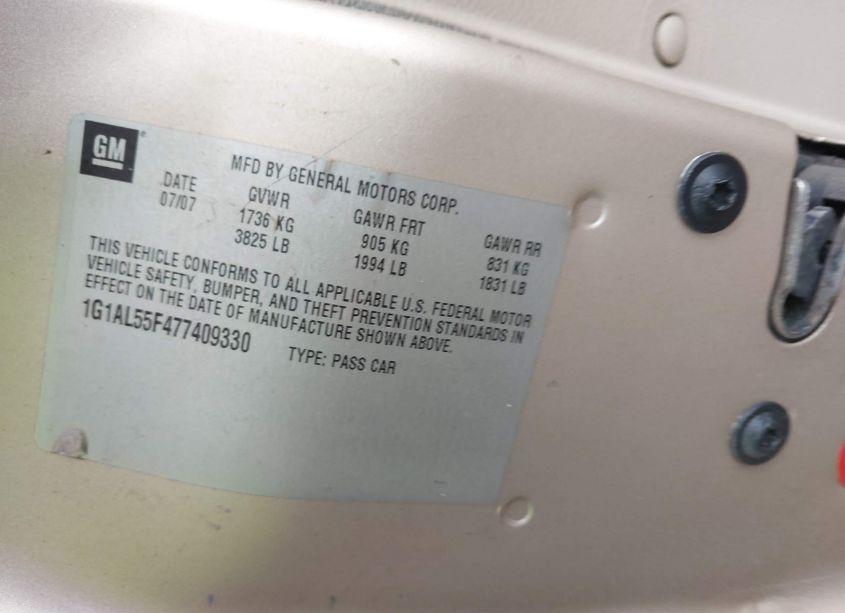 GM
MFD BY GENERAL MOTORS CORP.
DATE GVWR GAWR FRT GAWR RR
07/07 1736 KG 905 KG 831 KG
3825 LB 1994 LB 1831 LB
THIS VEHICLE CONFORMS TO ALL APPLICABLE U.S. FEDERAL MOTOR
VEHICLE SAFETY, BUMPER, AND THEFT PREVENTION STANDARDS IN
EFFECT ON THE DATE OF MANUFACTURE SHOWN ABOVE.
1G1AL55F477409330 TYPE: PASS CAR